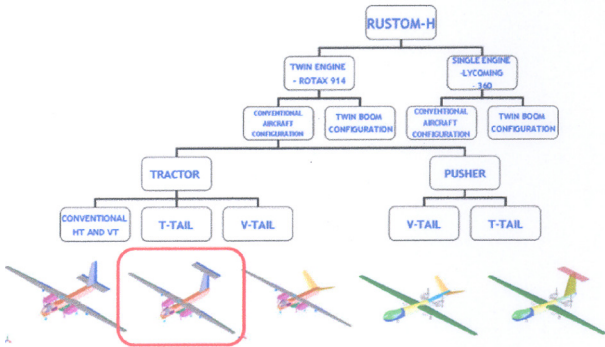 RUSTOM-H
TWIN ENGINE
- ROTAX 914
SINGLE ENGINE
-LYCOMING
- 360
CONVENTIONAL
AIRCRAFT
CONFIGURATION
TWIN BOOM
CONFIGURATION
CONVENTIONAL
AIRCRAFT
CONFIGURATION
TWIN BOOM
CONFIGURATION
TRACTOR
PUSHER
CONVENTIONAL
HT AND VT
T-TAIL
V-TAIL
V-TAIL
T-TAIL